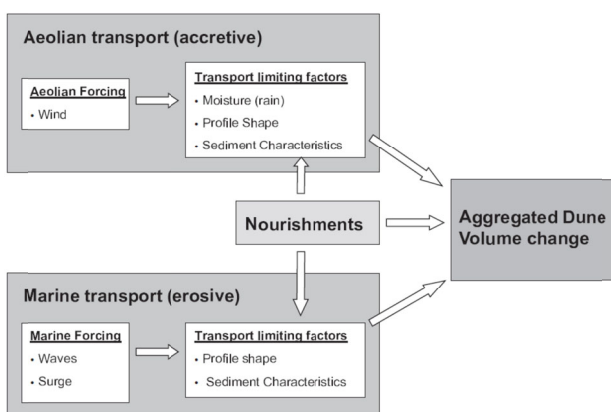 Aeolian transport (accretive)
Aeolian Forcing
• Wind
Transport limiting factors
• Moisture (rain)
• Profile Shape
• Sediment Characteristics
Nourishments
Aggregated Dune
Volume change
Marine transport (erosive)
Marine Forcing
• Waves
• Surge
Transport limiting factors
• Profile shape
• Sediment Characteristics